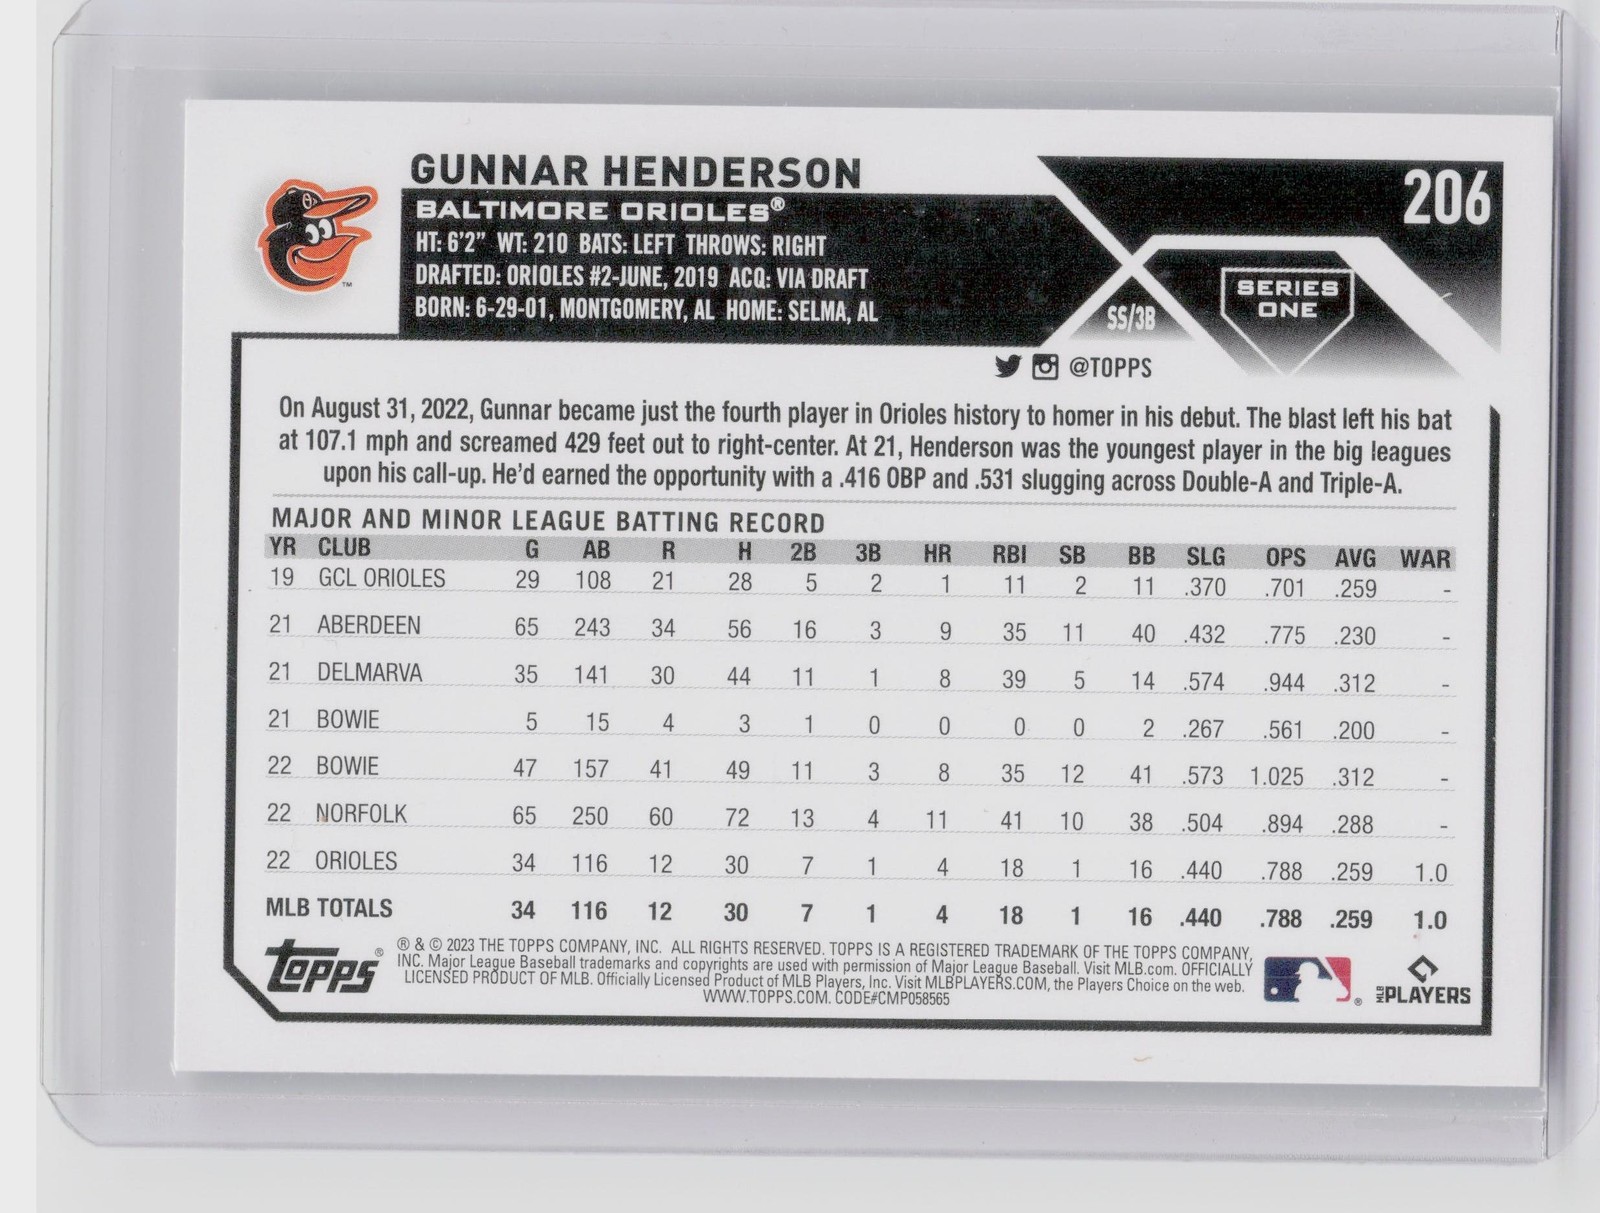 GUNNAR HENDERSON
206
BALTIMORE ORIOLES®
HT: 6'2" WT: 210 BATS: LEFT THROWS: RIGHT
DRAFTED: ORIOLES #2-JUNE, 2019 ACQ: VIA DRAFT
BORN: 6-29-01, MONTGOMERY, AL HOME: SELMA, AL
TM
SS/3B
SERIES
ONE
@TOPPS
On August 31, 2022, Gunnar became just the fourth player in Orioles history to homer in his debut. The blast left his bat
at 107.1 mph and screamed 429 feet out to right-center. At 21, Henderson was the youngest player in the big leagues
upon his call-up. He'd earned the opportunity with a .416 OBP and .531 slugging across Double-A and Triple-A.
MAJOR AND MINOR LEAGUE BATTING RECORD
YR CLUB G AB R H 2B 3B HR RBI SB BB SLG OPS AVG WAR
19 GCL ORIOLES 29 108 21 28 5 2 1 11 2 11 .370 .701 .259 -
21 ABERDEEN 65 243 34 56 16 3 9 35 11 40 .432 .775 .230 -
21 DELMARVA 35 141 30 44 11 1 8 39 5 14 .574 .944 .312 -
21 BOWIE 5 15 4 3 1 0 0 0 0 2 .267 .561 .200 -
22 BOWIE 47 157 41 49 11 3 8 35 12 41 .573 1.025 .312 -
22 NORFOLK 65 250 60 72 13 4 11 41 10 38 .504 .894 .288 -
22 ORIOLES 34 116 12 30 7 1 4 18 1 16 .440 .788 .259 1.0
MLB TOTALS 34 116 12 30 7 1 4 18 1 16 .440 .788 .259 1.0
topps®
® & © 2023 THE TOPPS COMPANY, INC. ALL RIGHTS RESERVED. TOPPS IS A REGISTERED TRADEMARK OF THE TOPPS COMPANY,
INC. Major League Baseball trademarks and copyrights are used with permission of Major League Baseball. Visit MLB.com. OFFICIALLY
LICENSED PRODUCT OF MLB. Officially Licensed Product of MLB Players, Inc. Visit MLBPLAYERS.COM, the Players Choice on the web.
WWW.TOPPS.COM. CODE#CMP058565
®
MLB PLAYERS